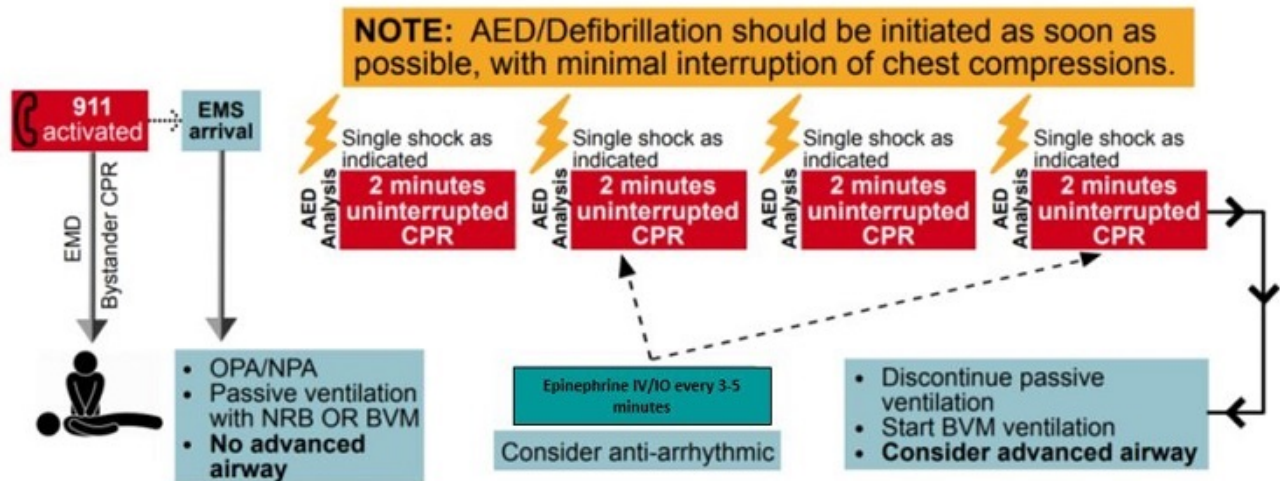 NOTE: AED/Defibrillation should be initiated as soon as
possible, with minimal interruption of chest compressions.
911
activated
EMS
arrival
EMD
Bystander CPR
Single shock as
indicated
AED
Analysis
2 minutes
uninterrupted
CPR
Single shock as
indicated
AED
Analysis
2 minutes
uninterrupted
CPR
Single shock as
indicated
AED
Analysis
2 minutes
uninterrupted
CPR
Single shock as
indicated
AED
Analysis
2 minutes
uninterrupted
CPR
• OPA/NPA
• Passive ventilation
with NRB OR BVM
• No advanced
airway
Epinephrine IV/IO every 3-5
minutes
Consider anti-arrhythmic
• Discontinue passive
ventilation
• Start BVM ventilation
• Consider advanced airway